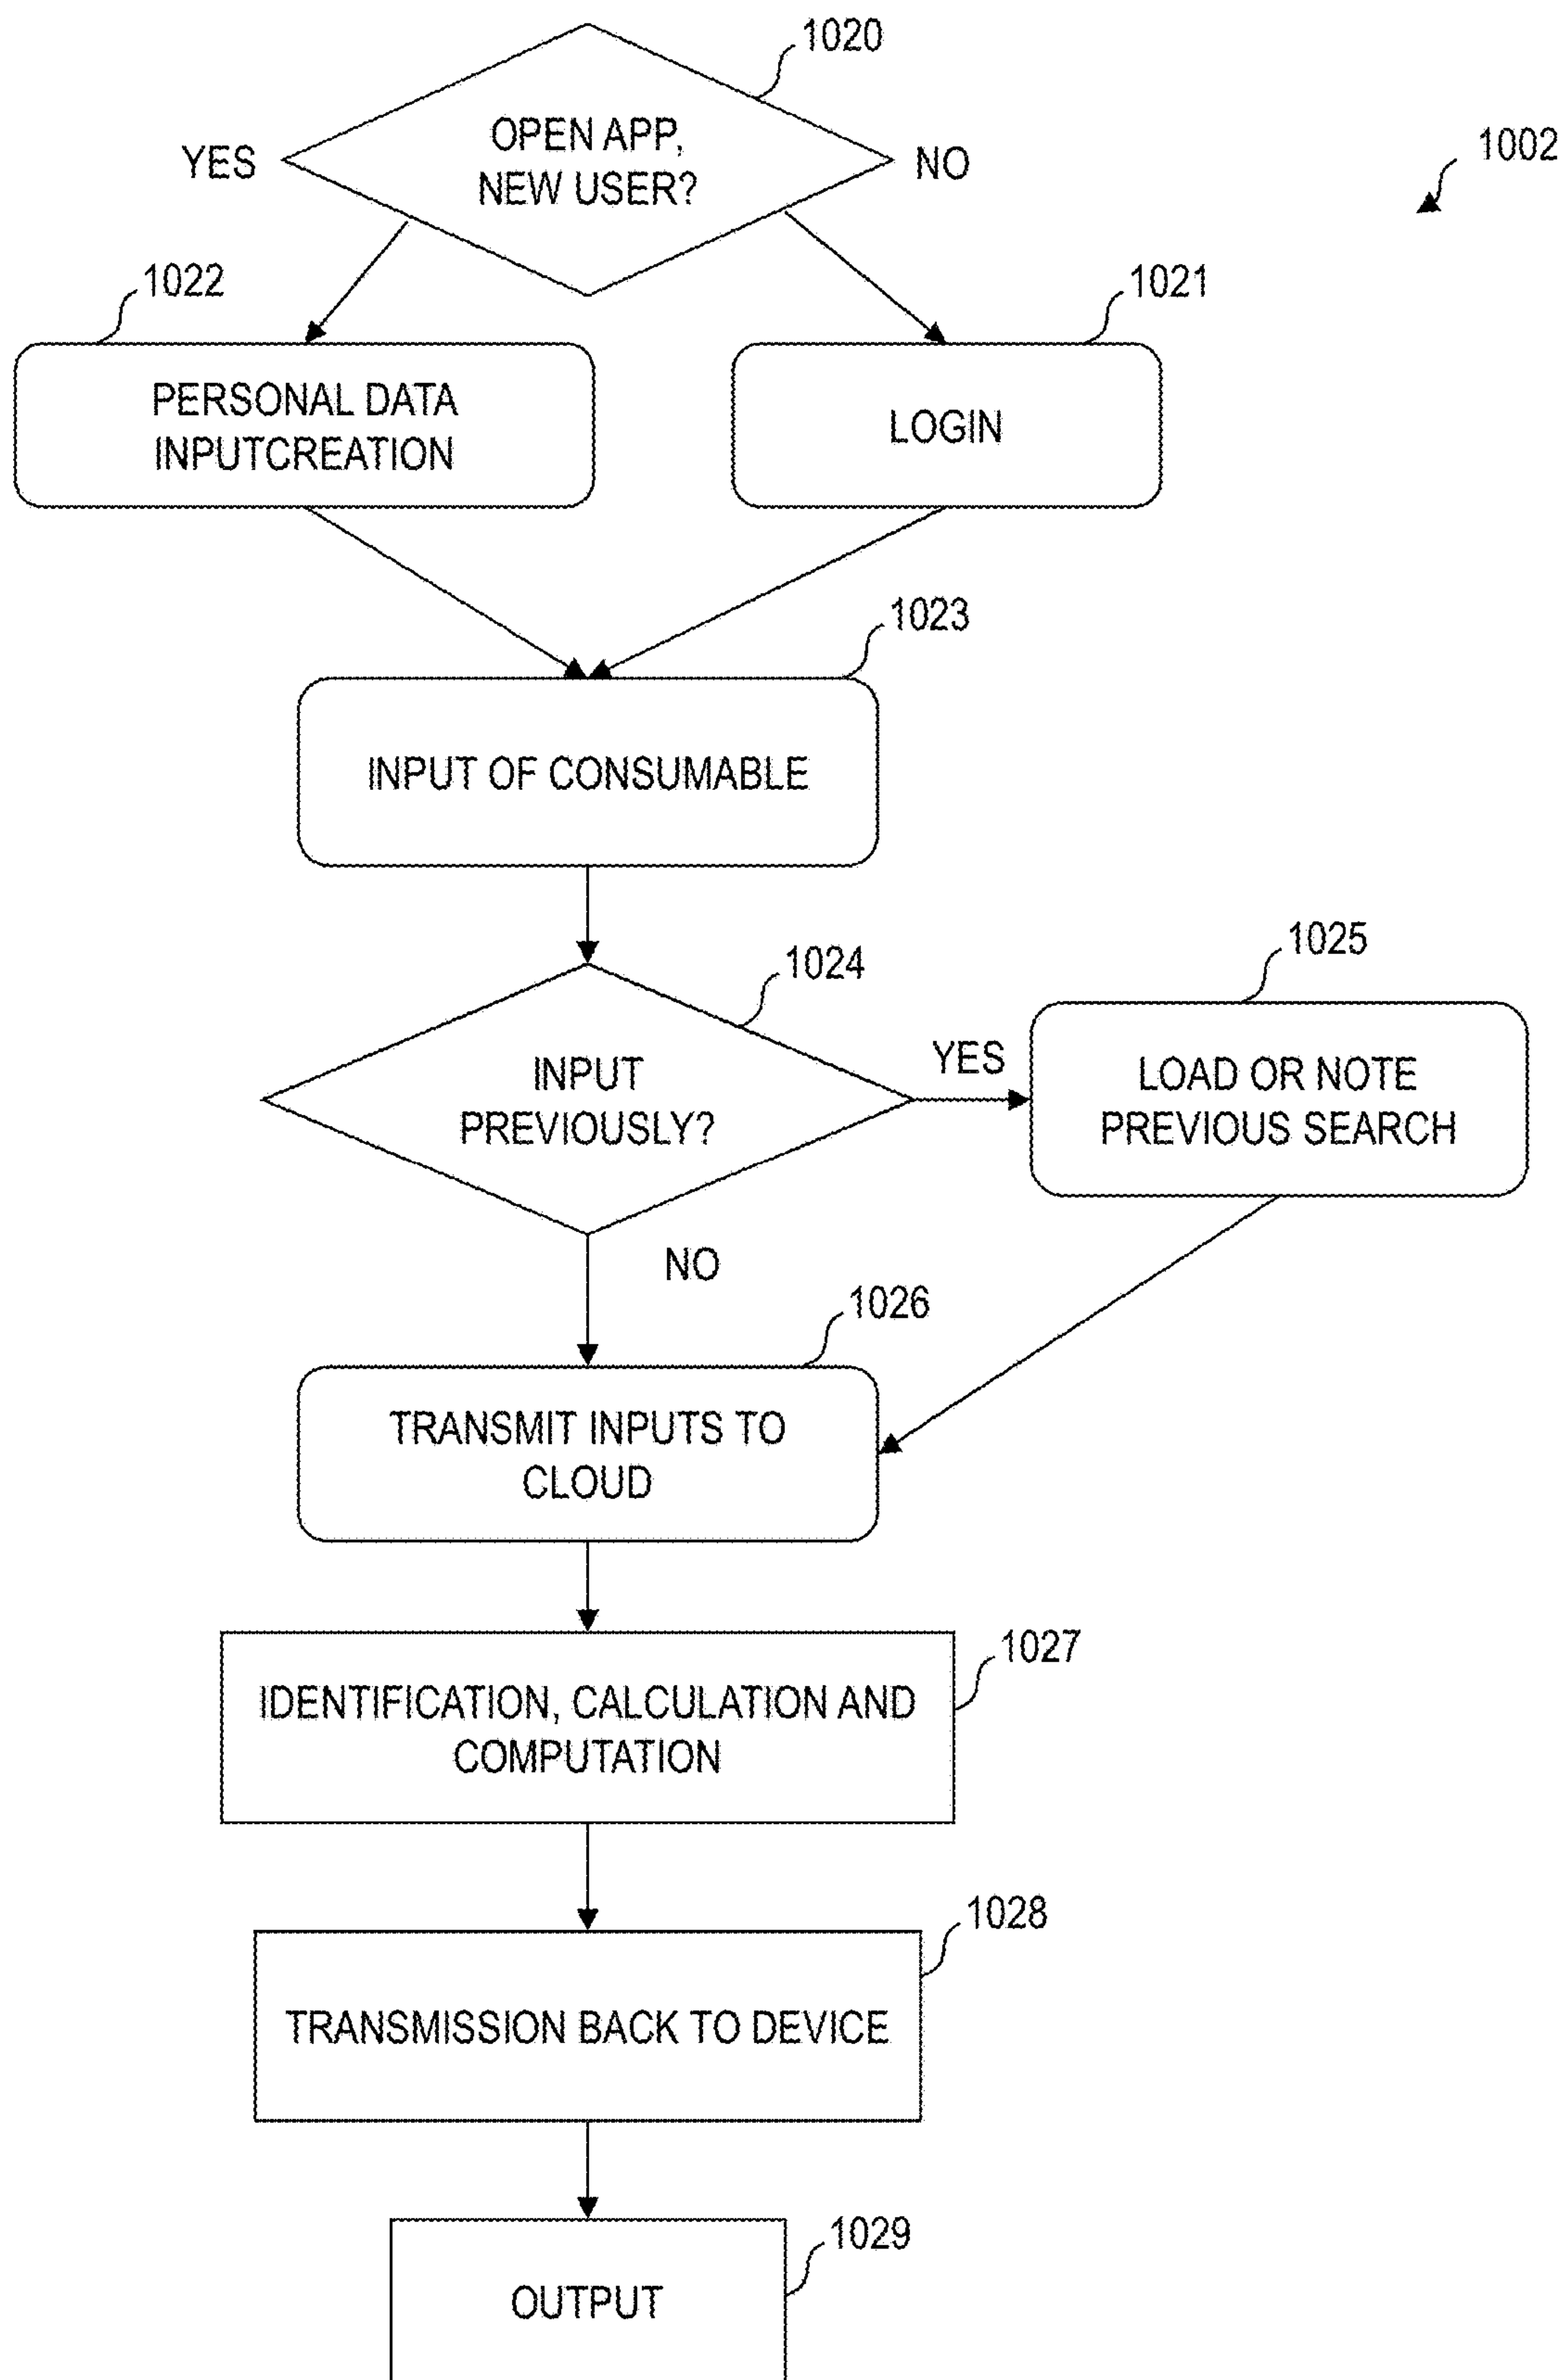 1020
OPEN APP,
NEW USER?
YES
NO
1002
1022
1021
PERSONAL DATA
INPUTCREATION
LOGIN
1023
INPUT OF CONSUMABLE
1024
1025
INPUT
PREVIOUSLY?
YES
LOAD OR NOTE
PREVIOUS SEARCH
NO
1026
TRANSMIT INPUTS TO
CLOUD
1027
IDENTIFICATION, CALCULATION AND
COMPUTATION
1028
TRANSMISSION BACK TO DEVICE
1029
OUTPUT